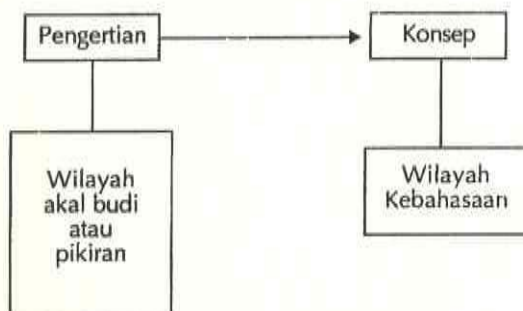 Pengertian
Konsep
Wilayah
akal budi
atau
pikiran
Wilayah
Kebahasaan